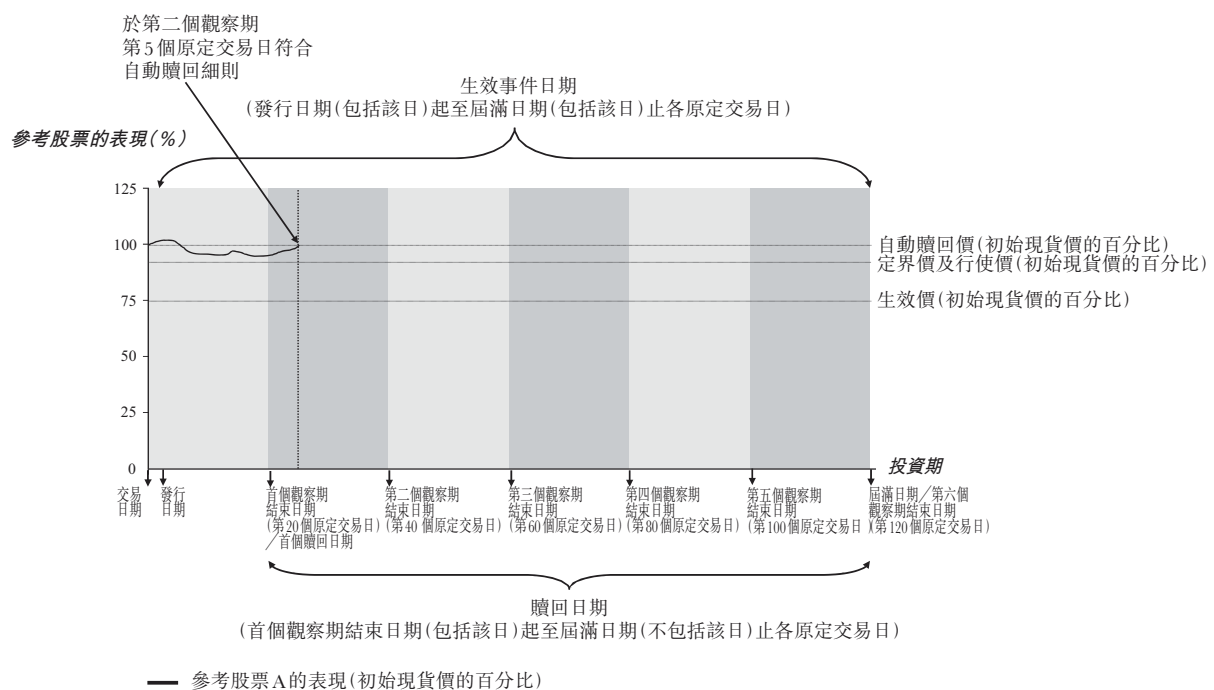 於第二個觀察期
第5個原定交易日符合
自動贖回細則
生效事件日期
(發行日期(包括該日)起至屆滿日期(包括該日)止各原定交易日)
參考股票的表現(%)
125
100
75
50
25
0
自動贖回價(初始現貨價的百分比)
定界價及行使價(初始現貨價的百分比)
生效價(初始現貨價的百分比)
投資期
交易
日期
發行
日期
首個觀察期
結束日期
(第20個原定交易日)
/首個贖回日期
第二個觀察期
結束日期
(第40 個原定交易日)
第三個觀察期
結束日期
(第60個原定交易日)
第四個觀察期
結束日期
(第80個原定交易日)
第五個觀察期
結束日期
(第100個原定交易日)
屆滿日期/第六個
觀察期結束日期
(第120個原定交易日)
贖回日期
(首個觀察期結束日期(包括該日)起至屆滿日期(不包括該日)止各原定交易日)
參考股票A的表現(初始現貨價的百分比)